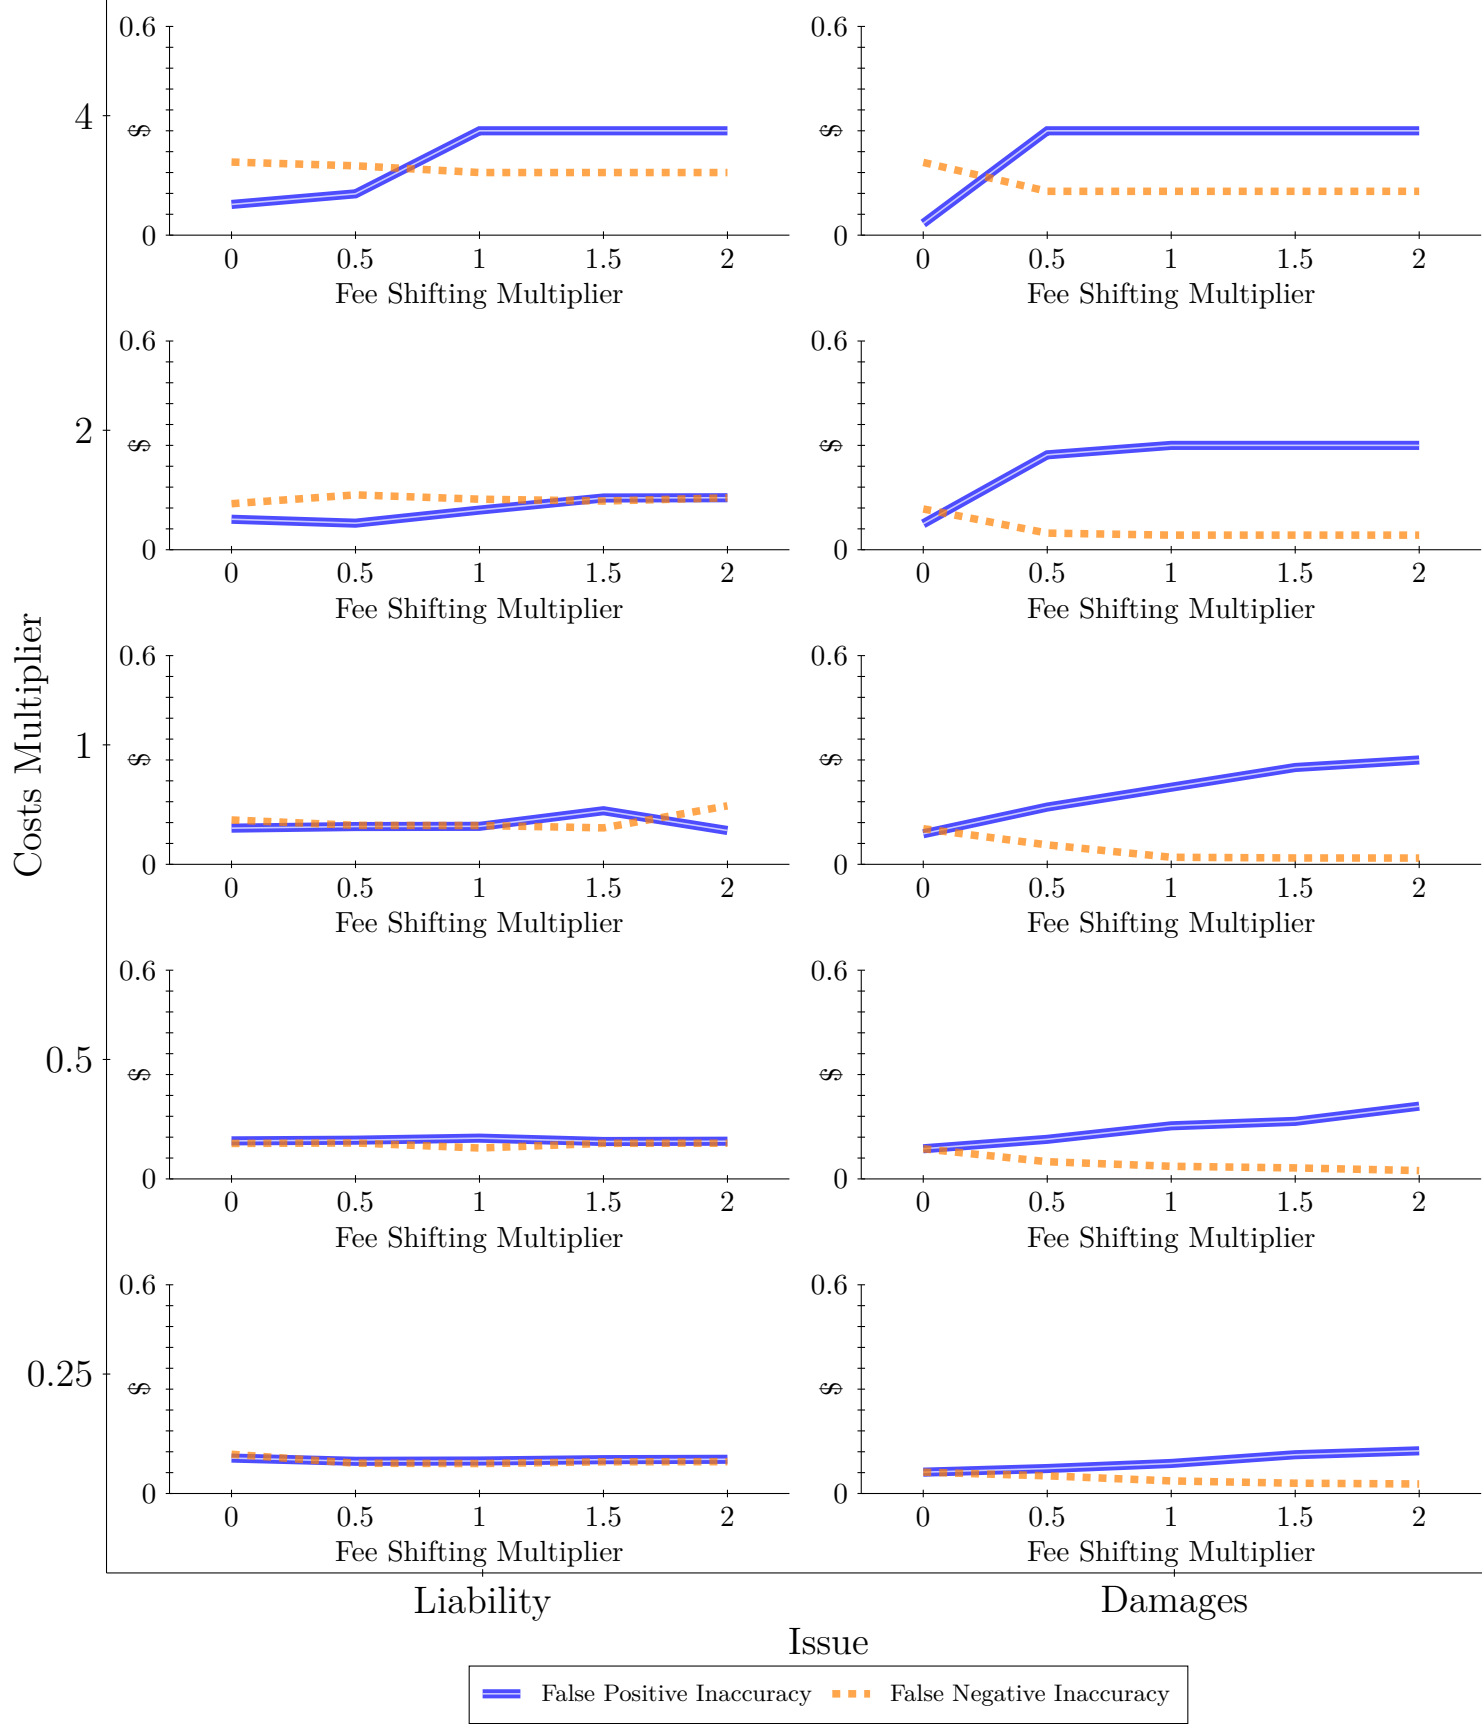 0.6
4
$
0
0 0.5 1 1.5 2
Fee Shifting Multiplier
0.6
$
0
0 0.5 1 1.5 2
Fee Shifting Multiplier
0.6
2
$
0
0 0.5 1 1.5 2
Fee Shifting Multiplier
0.6
$
0
0 0.5 1 1.5 2
Fee Shifting Multiplier
Costs Multiplier
0.6
1
$
0
0 0.5 1 1.5 2
Fee Shifting Multiplier
0.6
$
0
0 0.5 1 1.5 2
Fee Shifting Multiplier
0.6
0.5
$
0
0 0.5 1 1.5 2
Fee Shifting Multiplier
0.6
$
0
0 0.5 1 1.5 2
Fee Shifting Multiplier
0.6
0.25
$
0
0 0.5 1 1.5 2
Fee Shifting Multiplier
0.6
$
0
0 0.5 1 1.5 2
Fee Shifting Multiplier
Liability
Damages
Issue
False Positive Inaccuracy
False Negative Inaccuracy